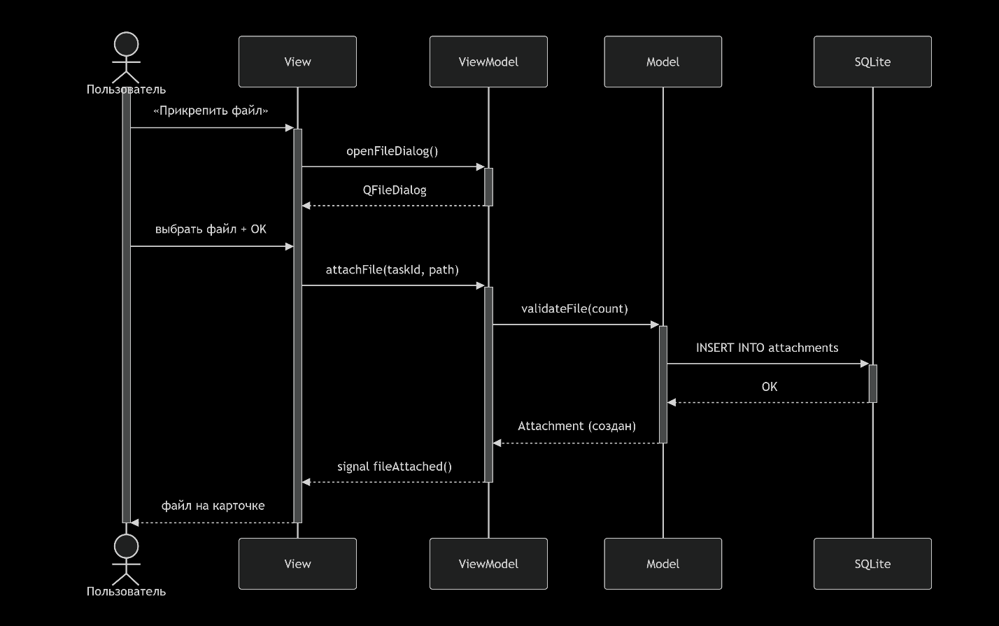 Пользователь
View
ViewModel
Model
SQLite
«Прикрепить файл»
openFileDialog()
QFileDialog
выбрать файл + OK
attachFile(taskId, path)
validateFile(count)
INSERT INTO attachments
OK
Attachment (создан)
signal fileAttached()
файл на карточке
Пользователь
View
ViewModel
Model
SQLite